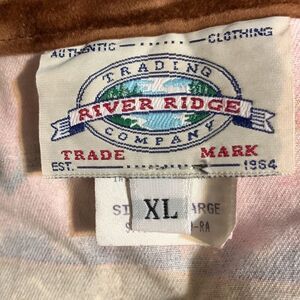 AUTHENTIC CLOTHING
TRADING
RIVER RIDGE
COMPANY
TRADE MARK
EST. 1984
XL